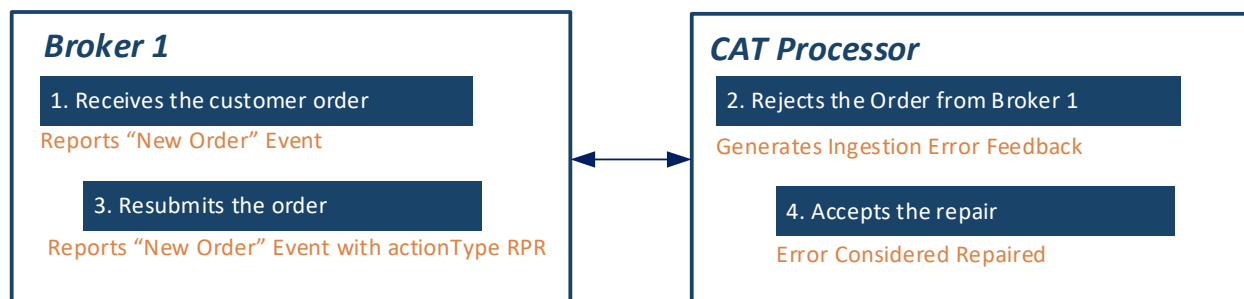 Broker 1
1. Receives the customer order
Reports “New Order” Event
3. Resubmits the order
Reports “New Order” Event with actionType RPR
CAT Processor
2. Rejects the Order from Broker 1
Generates Ingestion Error Feedback
4. Accepts the repair
Error Considered Repaired